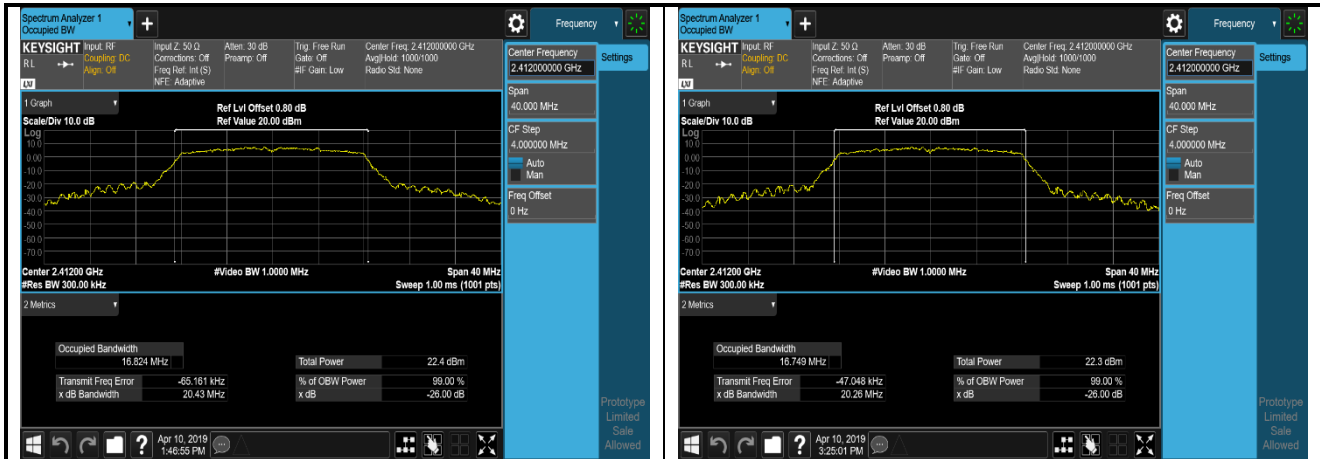 Spectrum Analyzer 1
Occupied BW
+
Frequency
KEYSIGHT
RL
LXI
Input: RF
Coupling: DC
Align: Off
Input Z: 50 Ω
Corrections: Off
Freq Ref: Int (S)
NFE: Adaptive
Atten: 30 dB
Preamp: Off
Trig: Free Run
Gate: Off
#IF Gain: Low
Center Freq: 2.412000000 GHz
Avg|Hold: 1000/1000
Radio Std: None
Center Frequency
2.412000000 GHz
Settings
Span
40.000 MHz
CF Step
4.000000 MHz
Auto
Man
Freq Offset
0 Hz
1 Graph
Scale/Div 10.0 dB
Ref Lvl Offset 0.80 dB
Ref Value 20.00 dBm
Log
10.0
0.00
-10.0
-20.0
-30.0
-40.0
-50.0
-60.0
-70.0
Center 2.41200 GHz
#Video BW 1.0000 MHz
Span 40 MHz
#Res BW 300.00 kHz
Sweep 1.00 ms (1001 pts)
2 Metrics
Occupied Bandwidth
16.824 MHz
Total Power 22.4 dBm
Transmit Freq Error -65.161 kHz
% of OBW Power 99.00 %
x dB Bandwidth 20.43 MHz
x dB -26.00 dB
Prototype
Limited
Sale
Allowed
?
Apr 10, 2019
1:46:55 PM
Spectrum Analyzer 1
Occupied BW
+
Frequency
KEYSIGHT
RL
LXI
Input: RF
Coupling: DC
Align: Off
Input Z: 50 Ω
Corrections: Off
Freq Ref: Int (S)
NFE: Adaptive
Atten: 30 dB
Preamp: Off
Trig: Free Run
Gate: Off
#IF Gain: Low
Center Freq: 2.412000000 GHz
Avg|Hold: 1000/1000
Radio Std: None
Center Frequency
2.412000000 GHz
Settings
Span
40.000 MHz
CF Step
4.000000 MHz
Auto
Man
Freq Offset
0 Hz
1 Graph
Scale/Div 10.0 dB
Ref Lvl Offset 0.80 dB
Ref Value 20.00 dBm
Log
10.0
0.00
-10.0
-20.0
-30.0
-40.0
-50.0
-60.0
-70.0
Center 2.41200 GHz
#Video BW 1.0000 MHz
Span 40 MHz
#Res BW 300.00 kHz
Sweep 1.00 ms (1001 pts)
2 Metrics
Occupied Bandwidth
16.749 MHz
Total Power 22.3 dBm
Transmit Freq Error -47.048 kHz
% of OBW Power 99.00 %
x dB Bandwidth 20.26 MHz
x dB -26.00 dB
Prototype
Limited
Sale
Allowed
?
Apr 10, 2019
3:25:01 PM